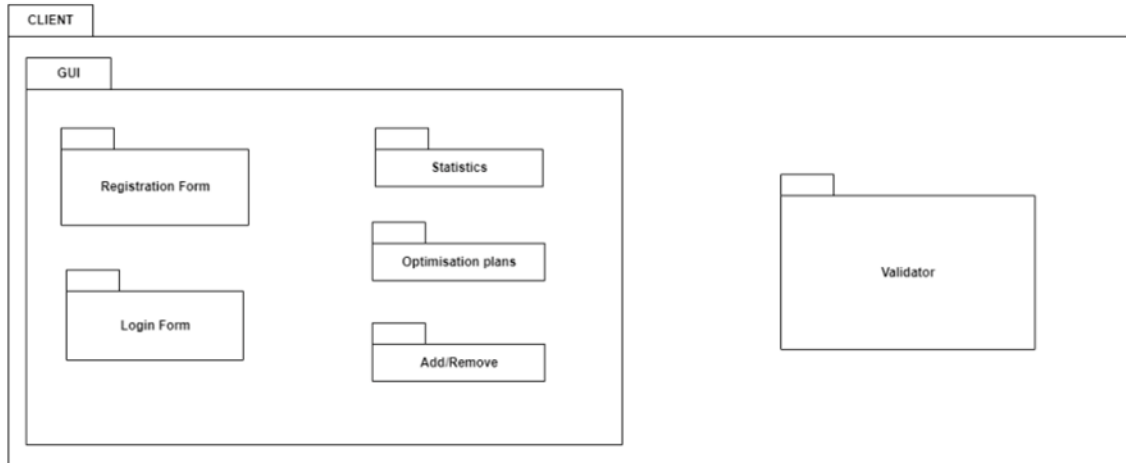 CLIENT
GUI
Registration Form
Statistics
Optimisation plans
Validator
Login Form
Add/Remove